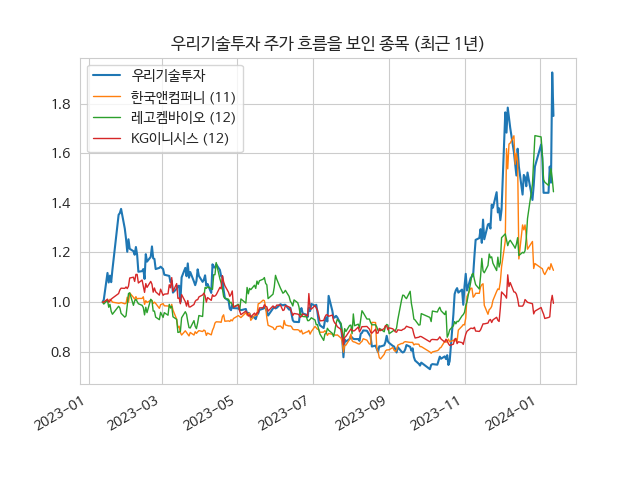 우리기술투자 주가 흐름을 보인 종목 (최근 1년)
우리기술투자
한국앤컴퍼니 (11)
레고켐바이오 (12)
KG이니시스 (12)
1.8
1.6
1.4
1.2
1.0
0.8
2023-01
2023-03
2023-05
2023-07
2023-09
2023-11
2024-01